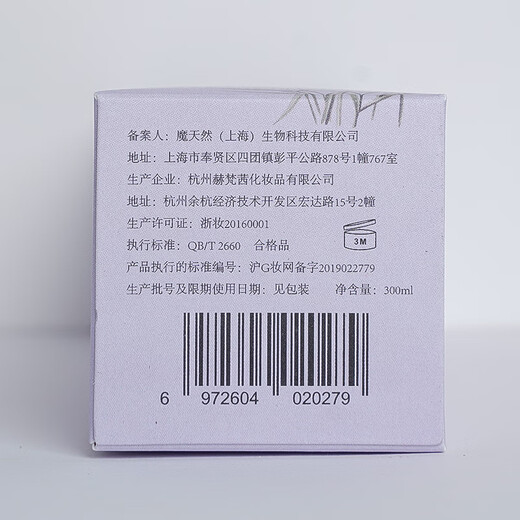 备案人：魔天然（上海）生物科技有限公司
地址：上海市奉贤区四团镇彭平公路878号1幢767室
生产企业：杭州赫梵茜化妆品有限公司
地址：杭州余杭经济技术开发区宏达路15号2幢
生产许可证：浙妆20160001
执行标准：QB/T 2660 合格品
3M
产品执行的标准编号：沪G妆网备字2019022779
生产批号及限期使用日期：见包装 净含量：300ml
6 972604 020279